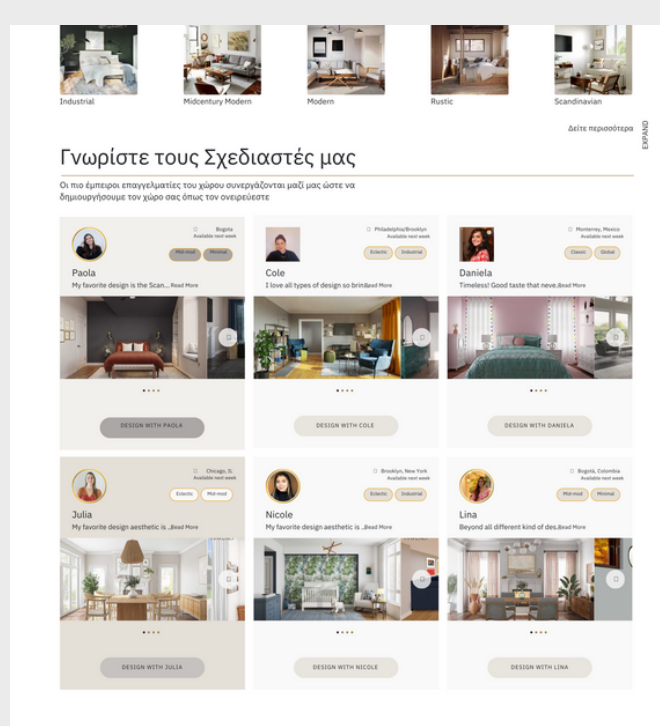 Industrial
Midcentury Modern
Modern
Rustic
Scandinavian
Δείτε περισσότερα
EXPAND
Γνωρίστε τους Σχεδιαστές μας
Οι πιο έμπειροι επαγγελματίες του χώρου συνεργάζονται μαζί μας ώστε να
δημιουργήσουμε τον χώρο σας όπως τον ονειρεύεστε
Bogota
Available next week
Mid-mod
Minimal
Paola
My favorite design is the Scan... Read More
DESIGN WITH PAOLA
Philadelphia/Brooklyn
Available next week
Eclectic
Industrial
Cole
I love all types of design so brin Read More
DESIGN WITH COLE
Monterrey, Mexico
Available next week
Classic
Global
Daniela
Timeless! Good taste that neve. Read More
DESIGN WITH DANIELA
Chicago, IL
Available next week
Eclectic
Mid-mod
Julia
My favorite design aesthetic is .. Read More
DESIGN WITH JULIA
Brooklyn, New York
Available next week
Eclectic
Industrial
Nicole
My favorite design aesthetic is .. Read More
DESIGN WITH NICOLE
Bogotá, Colombia
Available next week
Mid-mod
Minimal
Lina
Beyond all different kind of des. Read More
DESIGN WITH LINA